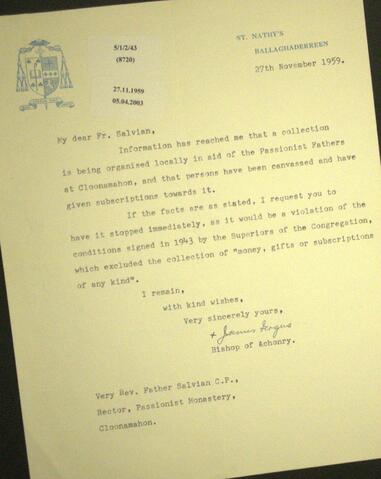 5/1/2/43
(8720)
27.11.1959
05.04.2003
ST. NATHY'S
BALLAGHADERREEN
27th November 1959.
My dear Fr. Salvian,
Information has reached me that a collection
is being organised locally in aid of the Passionist Fathers
at Cloonamahon, and that persons have been canvassed and have
given subscriptions towards it.
If the facts are as stated, I request you to
have it stopped immediately, as it would be a violation of the
conditions signed in 1943 by the Superiors of the Congregation,
which excluded the collection of "money, gifts or subscriptions
of any kind".
I remain,
with kind wishes,
Very sincerely yours,
+ James Fergus
Bishop of Achonry.
Very Rev. Father Salvian C.P.,
Rector, Passionist Monastery,
Cloonamahon.